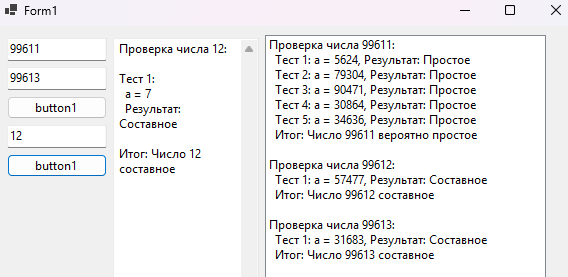 Form1
99611
99613
button1
12
button1
Проверка числа 12:
Тест 1:
a = 7
Результат:
Составное
Итог: Число 12
составное
Проверка числа 99611:
Тест 1: a = 5624, Результат: Простое
Тест 2: a = 79304, Результат: Простое
Тест 3: a = 90471, Результат: Простое
Тест 4: a = 30864, Результат: Простое
Тест 5: a = 34636, Результат: Простое
Итог: Число 99611 вероятно простое
Проверка числа 99612:
Тест 1: a = 57477, Результат: Составное
Итог: Число 99612 составное
Проверка числа 99613:
Тест 1: a = 31683, Результат: Составное
Итог: Число 99613 составное